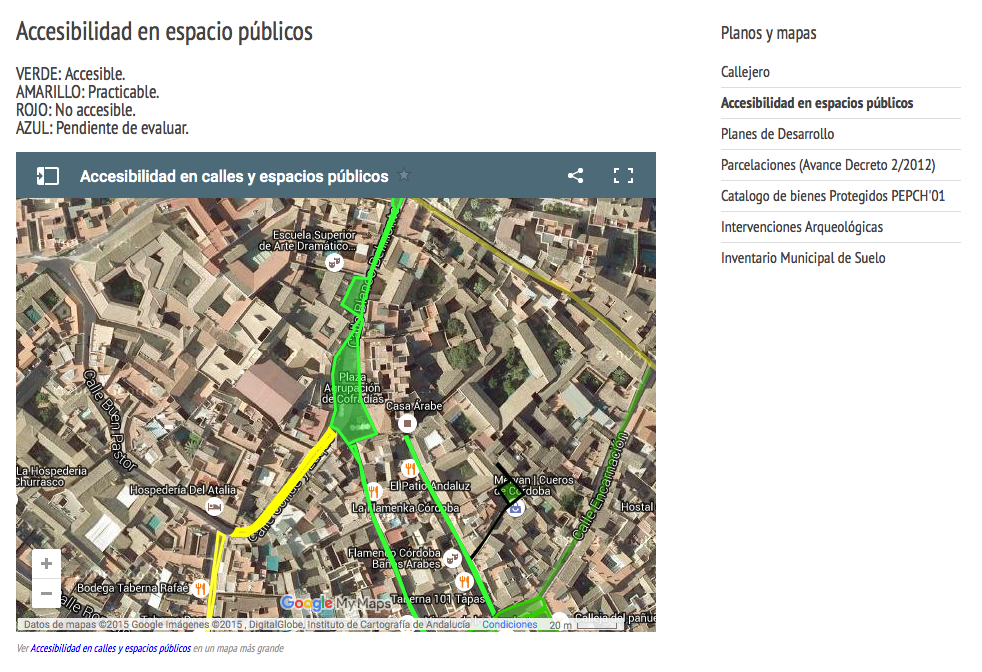 Accesibilidad en espacio públicos
VERDE: Accesible.
AMARILLO: Practicable.
ROJO: No accesible.
AZUL: Pendiente de evaluar.
Accesibilidad en calles y espacios públicos
Escuela Superior
de Arte Dramático...
Plaza
Agrupación
de Cofradías
Casa Árabe
Calle Buen Pastor
La Hospedería
Churrasco
Hospedería Del Atalia
El Patio Andaluz
La Flamenka Córdoba
Meryan | Cueros
de Córdoba
Calle Encarnación
Hostal
Flamenco Córdoba
Baños Árabes
Bodega Taberna Rafaé
Taberna 101 Tapas
Google My Maps
Datos de mapas ©2015 Google Imágenes ©2015 , DigitalGlobe, Instituto de Cartografía de Andalucía Condiciones 20 m
Ver Accesibilidad en calles y espacios públicos en un mapa más grande
Planos y mapas
Callejero
Accesibilidad en espacios públicos
Planes de Desarrollo
Parcelaciones (Avance Decreto 2/2012)
Catalogo de bienes Protegidos PEPCH'01
Intervenciones Arqueológicas
Inventario Municipal de Suelo